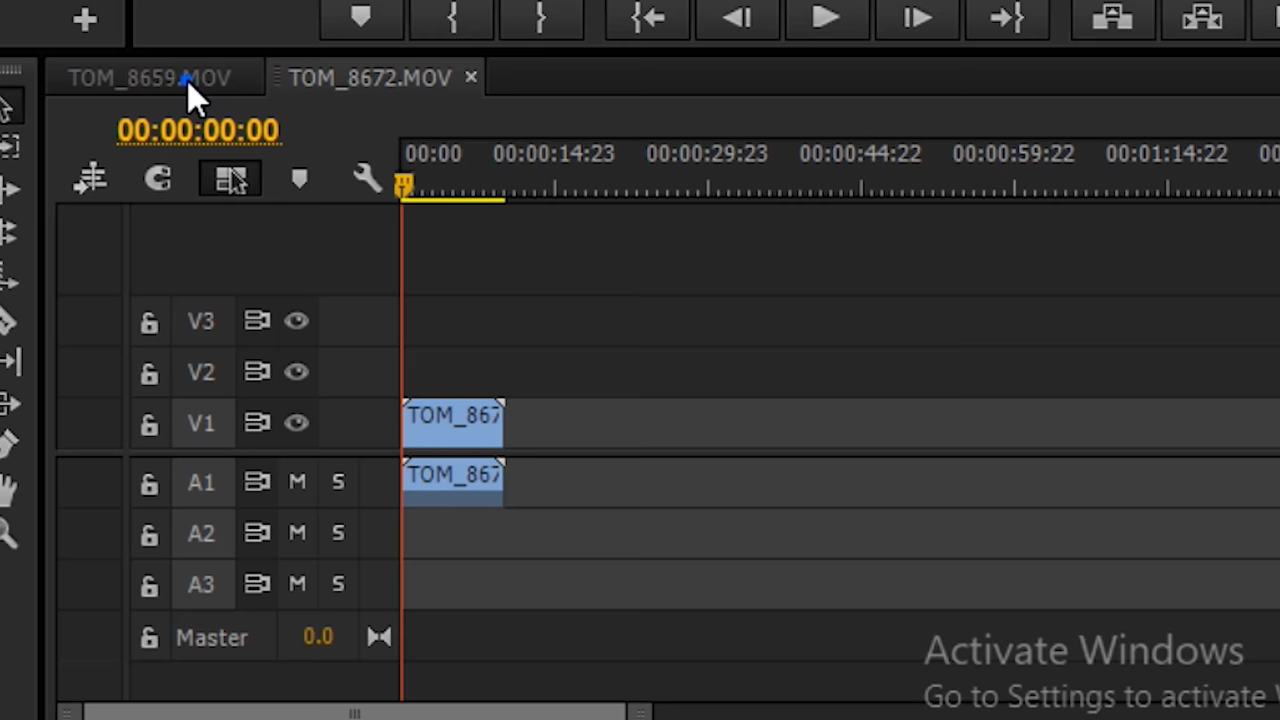 TOM_8659.MOV TOM_8672.MOV
00:00:00:00
00:00 00:00:14:23 00:00:29:23 00:00:44:22 00:00:59:22 00:01:14:22 00
V3
V2
V1 TOM_867
A1 M S TOM_867
A2 M S
A3 M S
Master 0.0
Activate Windows
Go to Settings to activate